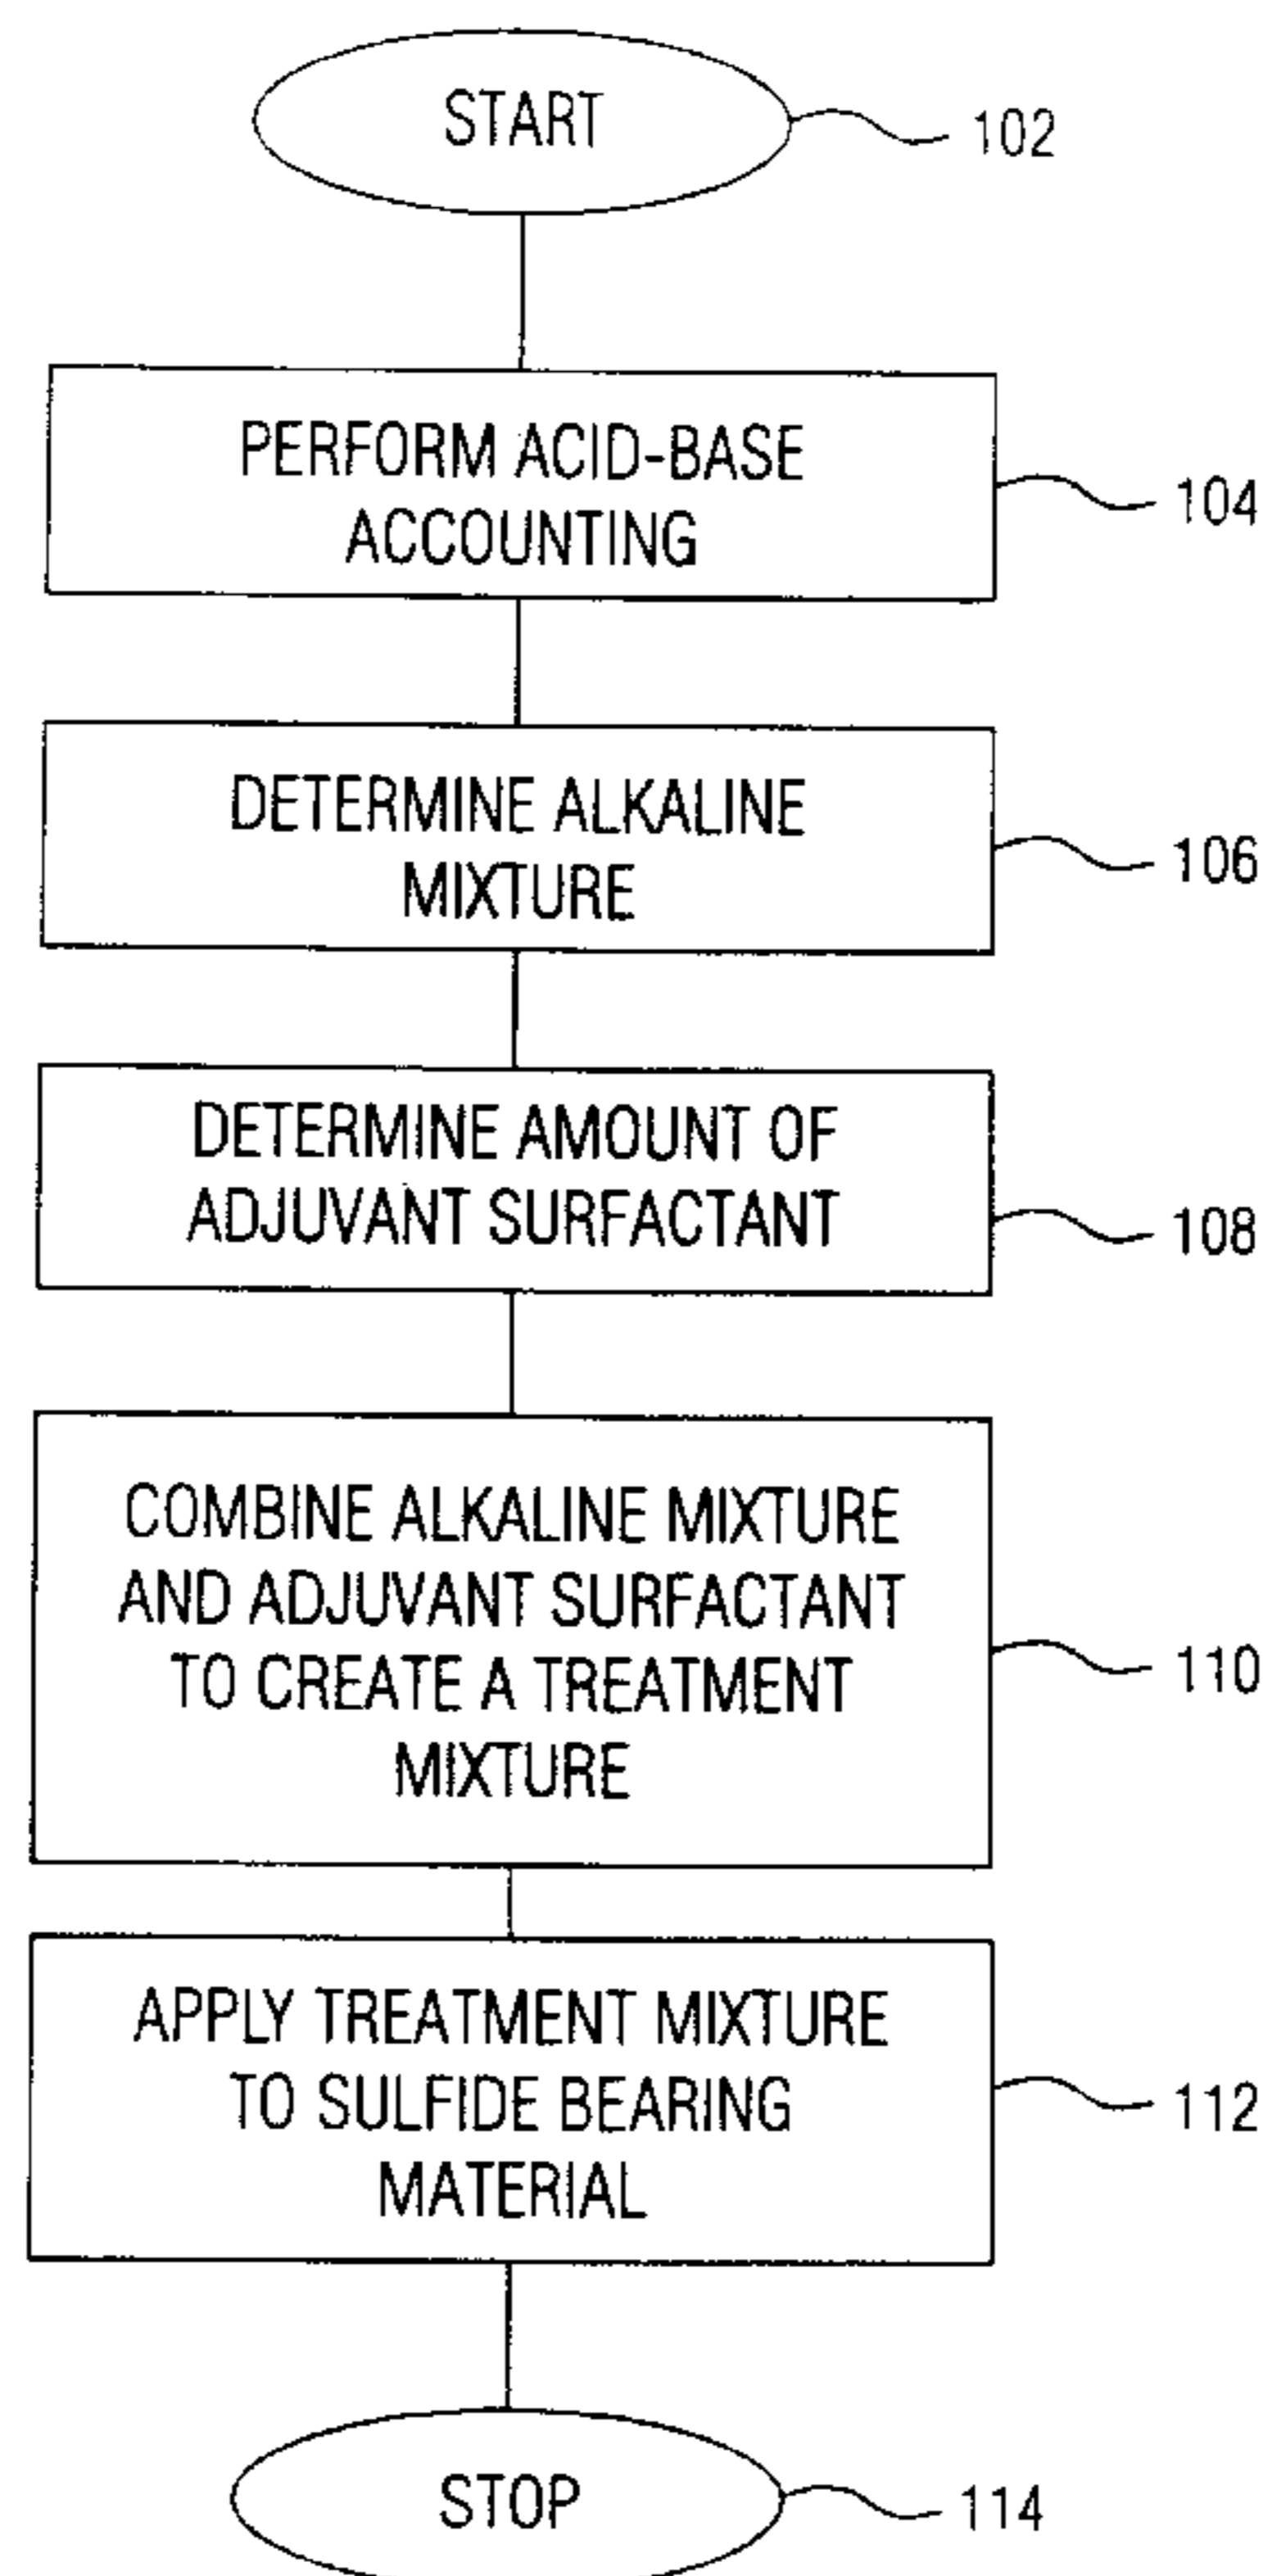 START
102
PERFORM ACID-BASE
ACCOUNTING
104
DETERMINE ALKALINE
MIXTURE
106
DETERMINE AMOUNT OF
ADJUVANT SURFACTANT
108
COMBINE ALKALINE MIXTURE
AND ADJUVANT SURFACTANT
TO CREATE A TREATMENT
MIXTURE
110
APPLY TREATMENT MIXTURE
TO SULFIDE BEARING
MATERIAL
112
STOP
114